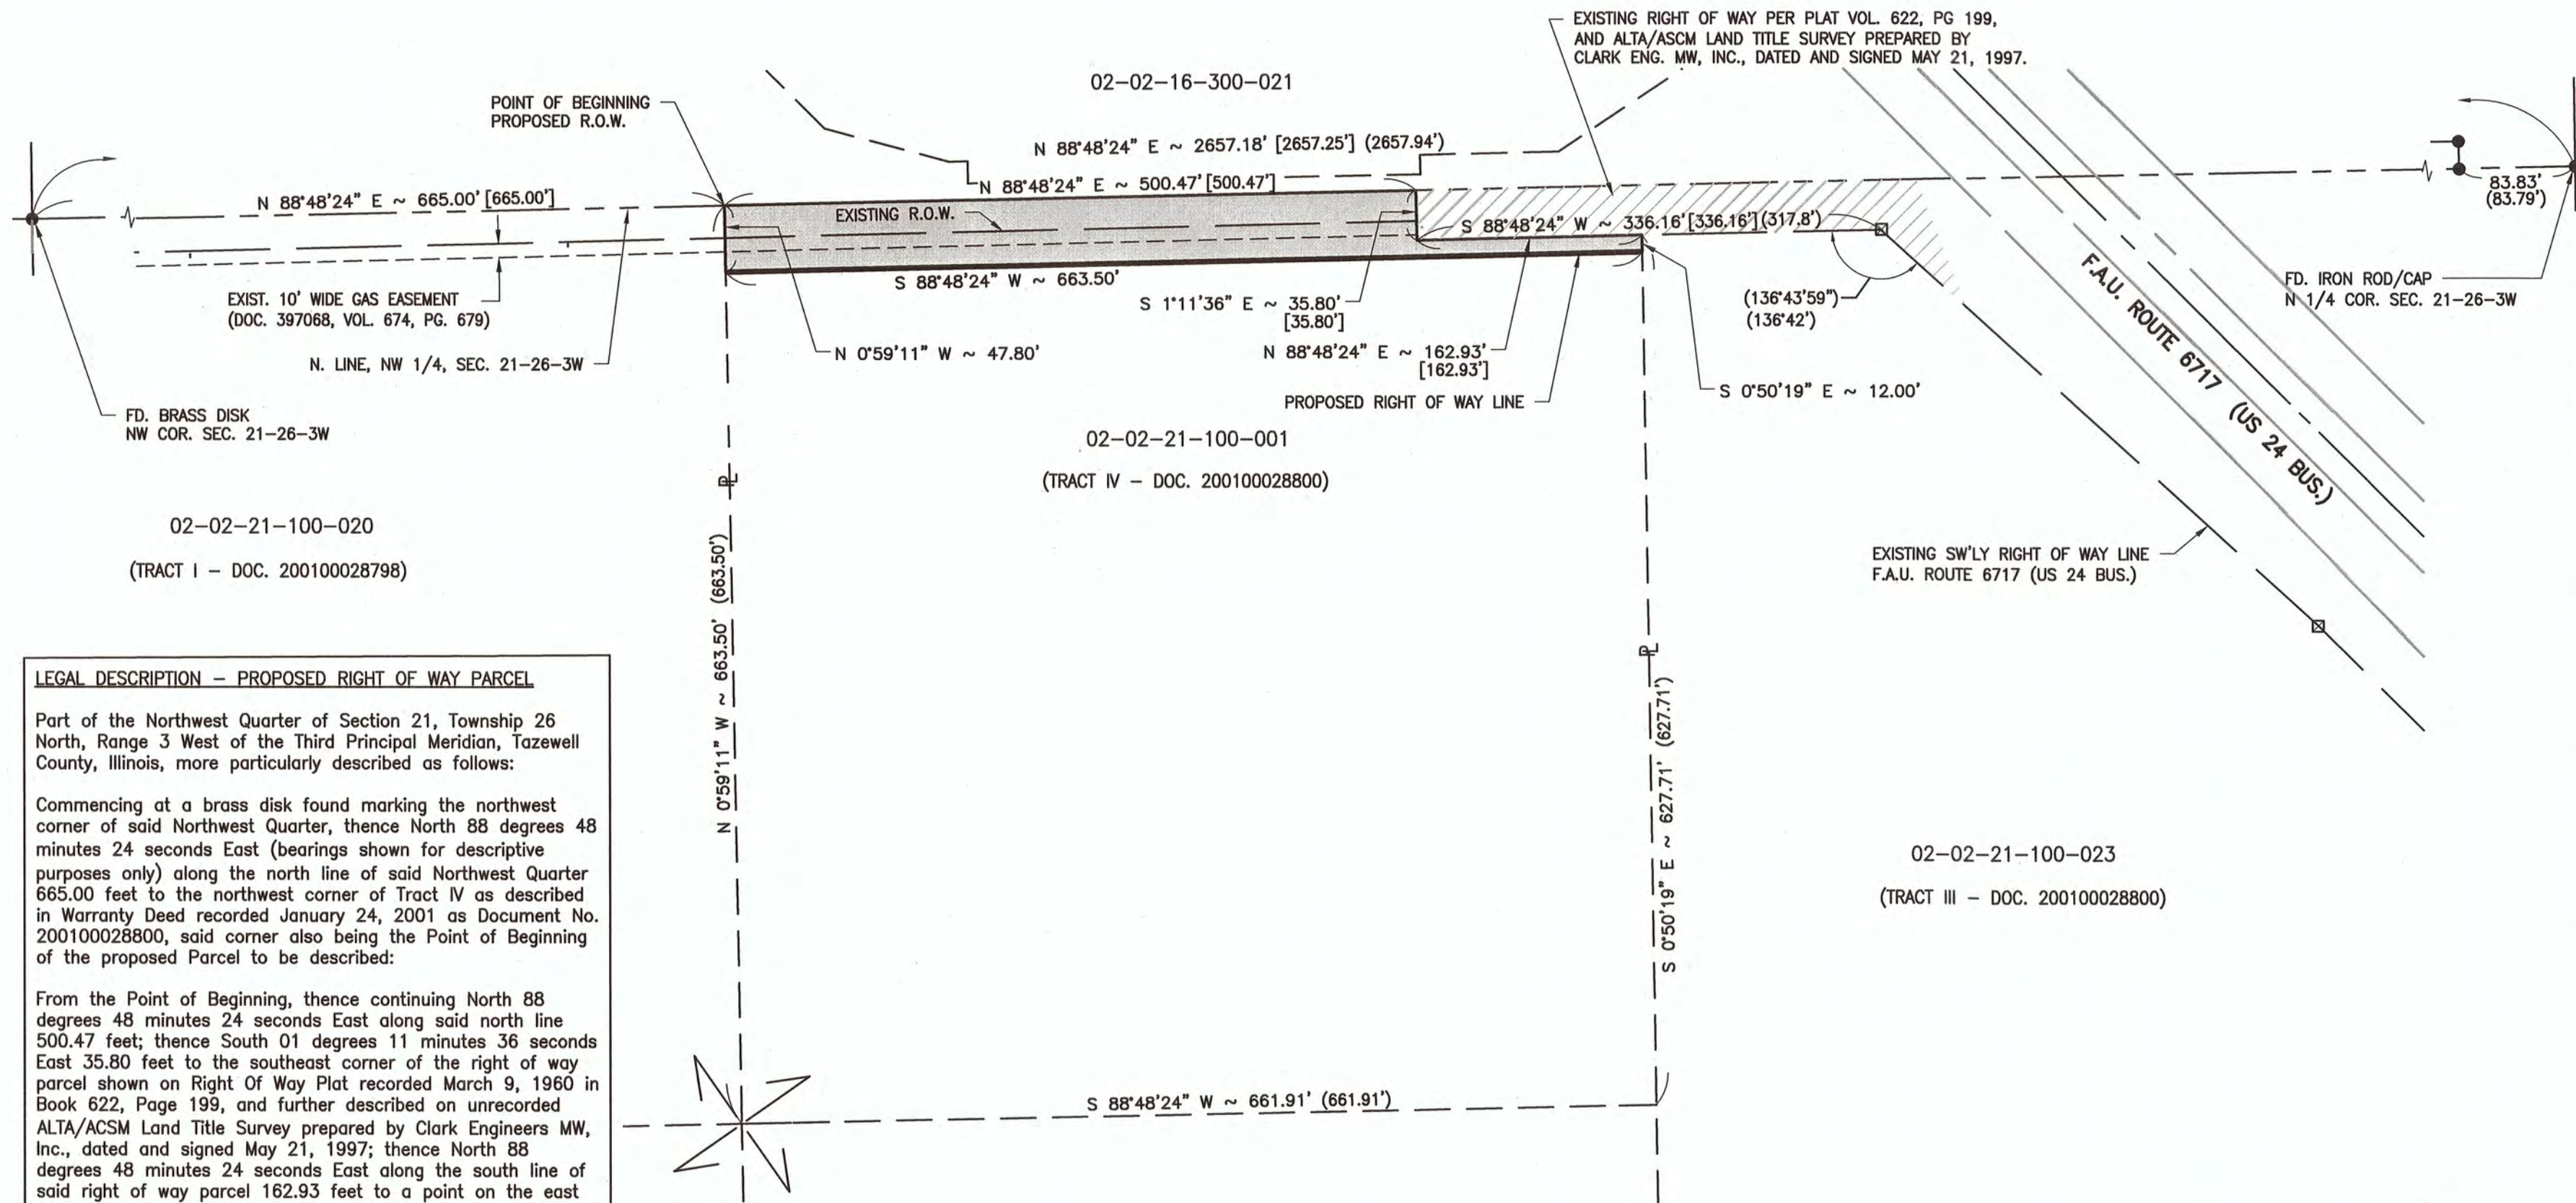 EXISTING RIGHT OF WAY PER PLAT VOL. 622, PG 199,
AND ALTA/ASCM LAND TITLE SURVEY PREPARED BY
CLARK ENG. MW, INC., DATED AND SIGNED MAY 21, 1997.
02-02-16-300-021
POINT OF BEGINNING
PROPOSED R.O.W.
N 88°48'24" E ~ 2657.18' [2657.25'] (2657.94')
N 88°48'24" E ~ 665.00' [665.00']
N 88°48'24" E ~ 500.47' [500.47']
83.83'
(83.79')
EXISTING R.O.W.
S 88°48'24" W ~ 336.16' [336.16'] (317.8')
S 88°48'24" W ~ 663.50'
EXIST. 10' WIDE GAS EASEMENT
(DOC. 397068, VOL. 674, PG. 679)
S 1°11'36" E ~ 35.80'
[35.80']
(136°43'59")
(136°42')
F.A.U. ROUTE 6717 (US 24 BUS.)
FD. IRON ROD/CAP
N 1/4 COR. SEC. 21-26-3W
N. LINE, NW 1/4, SEC. 21-26-3W
N 0°59'11" W ~ 47.80'
N 88°48'24" E ~ 162.93'
[162.93']
S 0°50'19" E ~ 12.00'
PROPOSED RIGHT OF WAY LINE
FD. BRASS DISK
NW COR. SEC. 21-26-3W
02-02-21-100-001
(TRACT IV - DOC. 200100028800)
PL
02-02-21-100-020
(TRACT I - DOC. 200100028798)
EXISTING SW'LY RIGHT OF WAY LINE
F.A.U. ROUTE 6717 (US 24 BUS.)
N 0°59'11" W ~ 663.50' (663.50')
PL
S 0°50'19" E ~ 627.71' (627.71')
02-02-21-100-023
(TRACT III - DOC. 200100028800)
S 88°48'24" W ~ 661.91' (661.91')
LEGAL DESCRIPTION - PROPOSED RIGHT OF WAY PARCEL
Part of the Northwest Quarter of Section 21, Township 26
North, Range 3 West of the Third Principal Meridian, Tazewell
County, Illinois, more particularly described as follows:
Commencing at a brass disk found marking the northwest
corner of said Northwest Quarter, thence North 88 degrees 48
minutes 24 seconds East (bearings shown for descriptive
purposes only) along the north line of said Northwest Quarter
665.00 feet to the northwest corner of Tract IV as described
in Warranty Deed recorded January 24, 2001 as Document No.
200100028800, said corner also being the Point of Beginning
of the proposed Parcel to be described:
From the Point of Beginning, thence continuing North 88
degrees 48 minutes 24 seconds East along said north line
500.47 feet; thence South 01 degrees 11 minutes 36 seconds
East 35.80 feet to the southeast corner of the right of way
parcel shown on Right Of Way Plat recorded March 9, 1960 in
Book 622, Page 199, and further described on unrecorded
ALTA/ACSM Land Title Survey prepared by Clark Engineers MW,
Inc., dated and signed May 21, 1997; thence North 88
degrees 48 minutes 24 seconds East along the south line of
said right of way parcel 162.93 feet to a point on the east